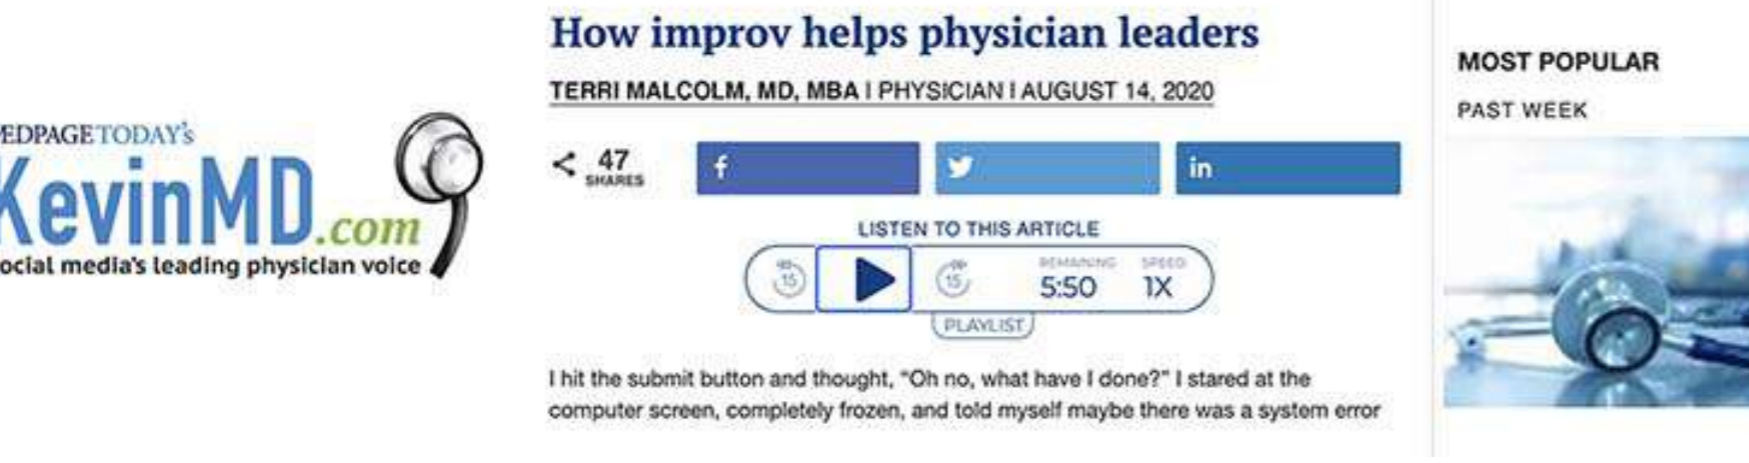 EDPAGE TODAY's
KevinMD.com
ocial media's leading physician voice
How improv helps physician leaders
TERRI MALCOLM, MD, MBA | PHYSICIAN | AUGUST 14, 2020
47
SHARES
f
in
LISTEN TO THIS ARTICLE
15
15
REMAINING
5:50
SPEED
1X
PLAYLIST
I hit the submit button and thought, “Oh no, what have I done?” I stared at the
computer screen, completely frozen, and told myself maybe there was a system error
MOST POPULAR
PAST WEEK